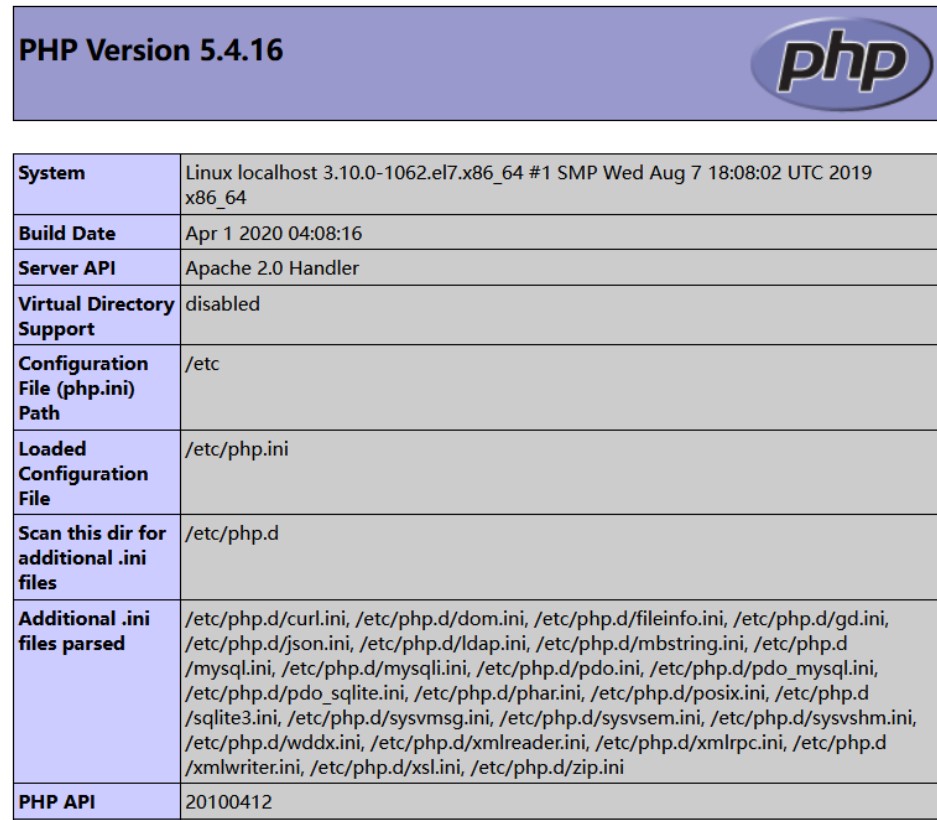 PHP Version 5.4.16
php
System
Linux localhost 3.10.0-1062.el7.x86_64 #1 SMP Wed Aug 7 18:08:02 UTC 2019
x86_64
Build Date
Apr 1 2020 04:08:16
Server API
Apache 2.0 Handler
Virtual Directory
Support
disabled
Configuration
File (php.ini)
Path
/etc
Loaded
Configuration
File
/etc/php.ini
Scan this dir for
additional .ini
files
/etc/php.d
Additional .ini
files parsed
/etc/php.d/curl.ini, /etc/php.d/dom.ini, /etc/php.d/fileinfo.ini, /etc/php.d/gd.ini,
/etc/php.d/json.ini, /etc/php.d/ldap.ini, /etc/php.d/mbstring.ini, /etc/php.d
/mysql.ini, /etc/php.d/mysqli.ini, /etc/php.d/pdo.ini, /etc/php.d/pdo_mysql.ini,
/etc/php.d/pdo_sqlite.ini, /etc/php.d/phar.ini, /etc/php.d/posix.ini, /etc/php.d
/sqlite3.ini, /etc/php.d/sysvmsg.ini, /etc/php.d/sysvsem.ini, /etc/php.d/sysvshm.ini,
/etc/php.d/wddx.ini, /etc/php.d/xmlreader.ini, /etc/php.d/xmlrpc.ini, /etc/php.d
/xmlwriter.ini, /etc/php.d/xsl.ini, /etc/php.d/zip.ini
PHP API
20100412